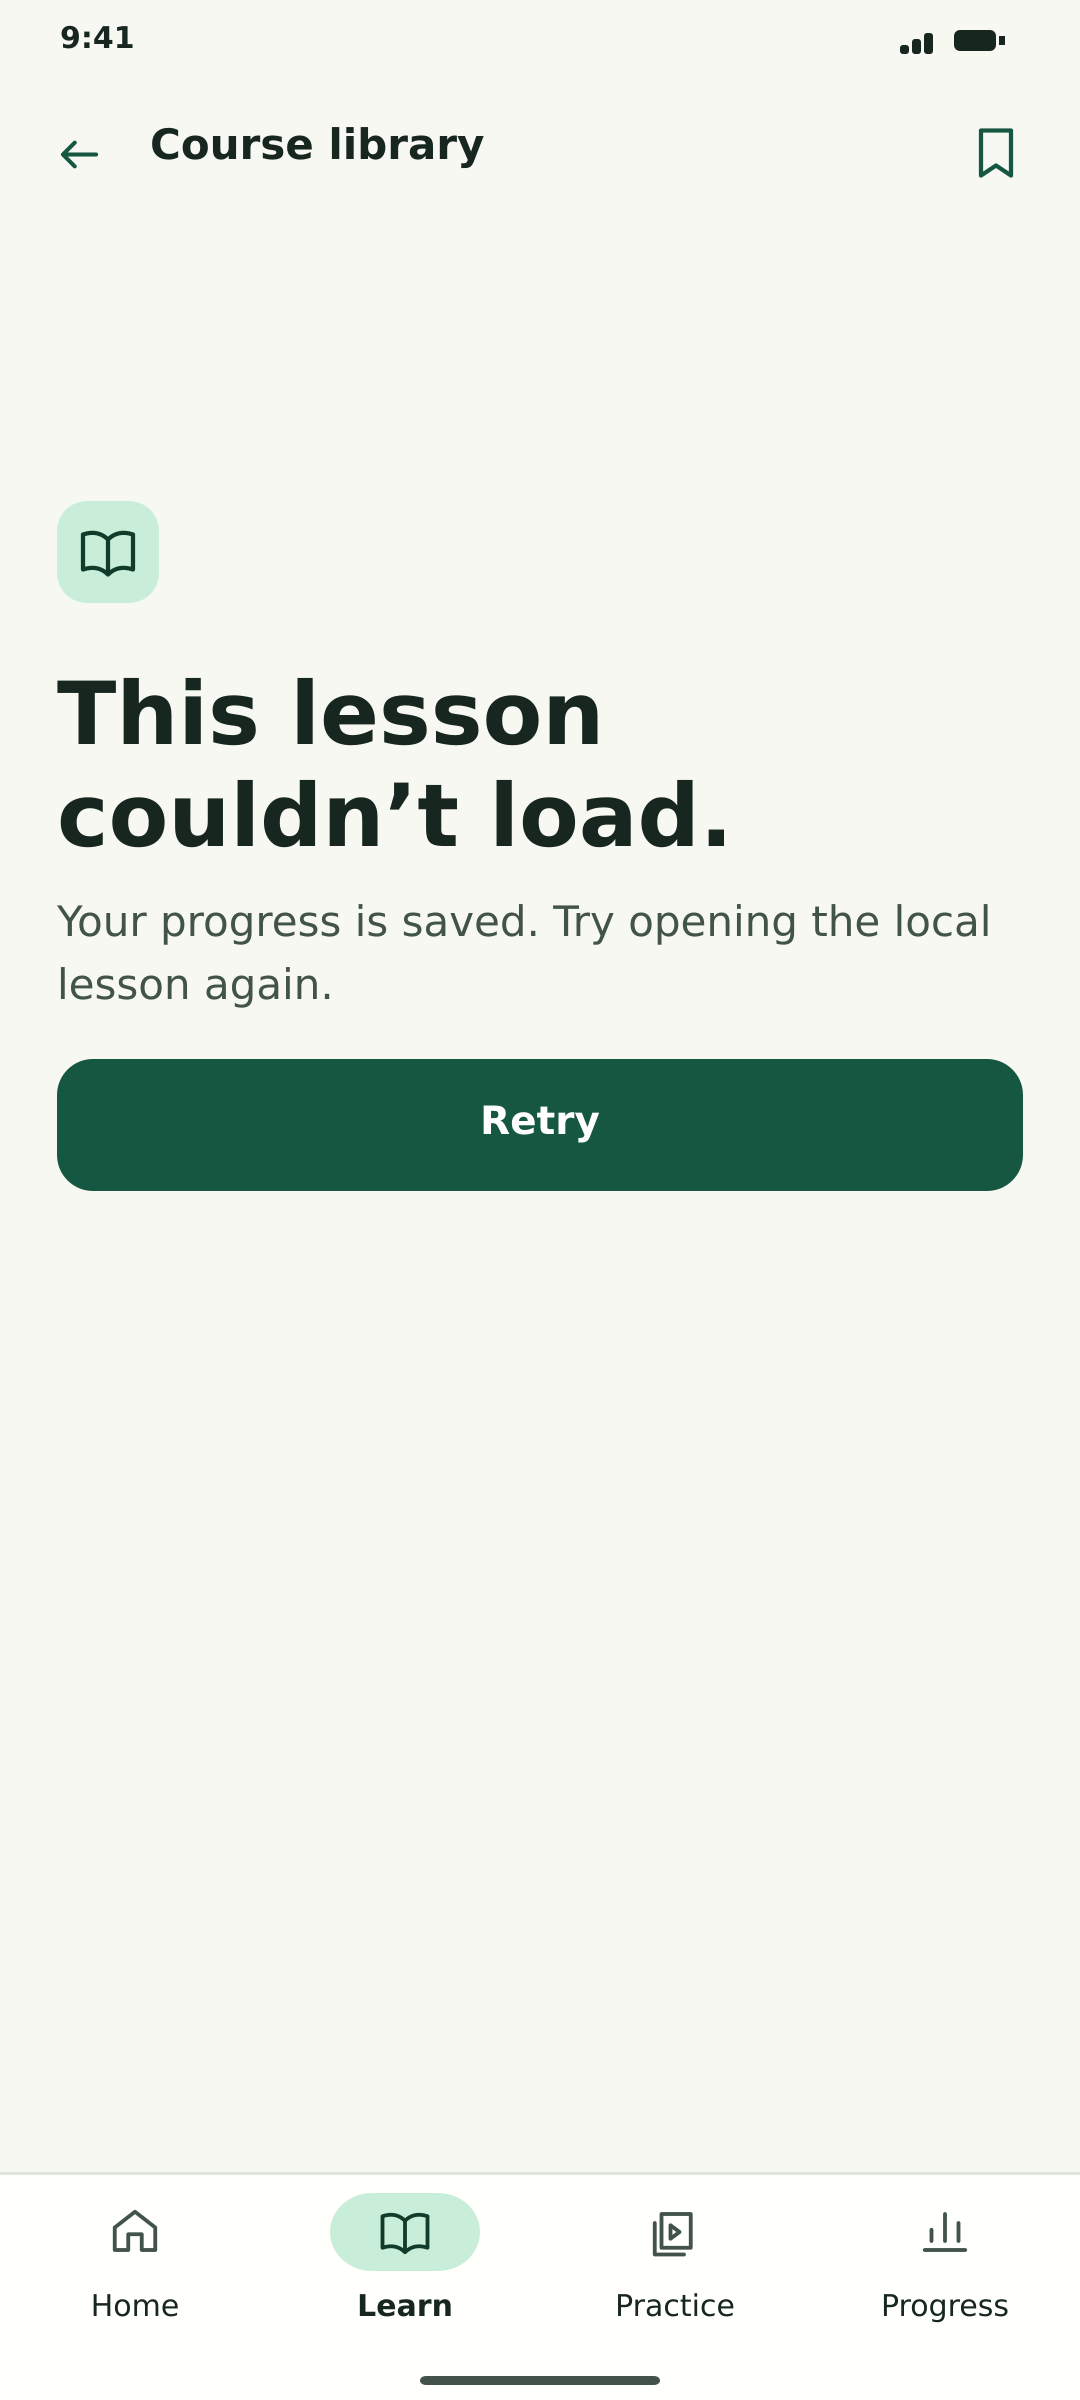 9:41
Course library
This lesson
couldn’t load.
Your progress is saved. Try opening the local
lesson again.
Retry
Home
Learn
Practice
Progress